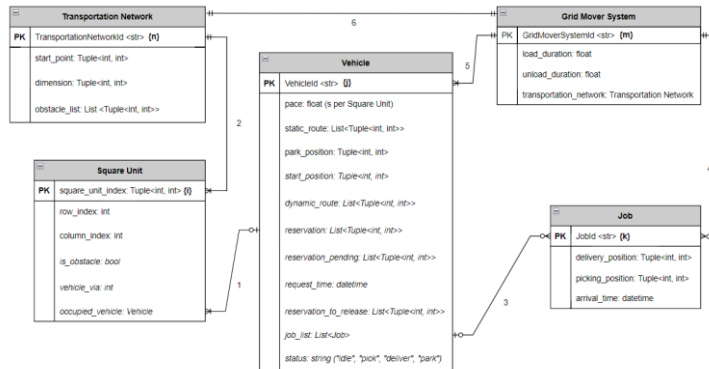 Transportation Network
PK TransportationNetworkId <str> {n}
start_point: Tuple<int, int>
dimension: Tuple<int, int>
obstacle_list: List <Tuple<int, int>>
6
Grid Mover System
PK GridMoverSystemId <str> {m}
load_duration: float
unload_duration: float
transportation_network: Transportation Network
5
2
Vehicle
PK VehicleId <str> {j}
pace: float (s per Square Unit)
static_route: List<Tuple<int, int>>
park_position: Tuple<int, int>
start_position: Tuple<int, int>
dynamic_route: List<Tuple<int, int>>
reservation: List<Tuple<int, int>>
reservation_pending: List<Tuple<int, int>>
request_time: datetime
reservation_to_release: List<Tuple<int, int>>
job_list: List<Job>
status: string ("idle", "pick", "deliver", "park")
Square Unit
PK square_unit_index: Tuple<int, int> {i}
row_index: int
column_index: int
is_obstacle: bool
vehicle_via: int
occupied_vehicle: Vehicle
1
Job
PK JobId <str> {k}
delivery_position: Tuple<int, int>
picking_position: Tuple<int, int>
arrival_time: datetime
3